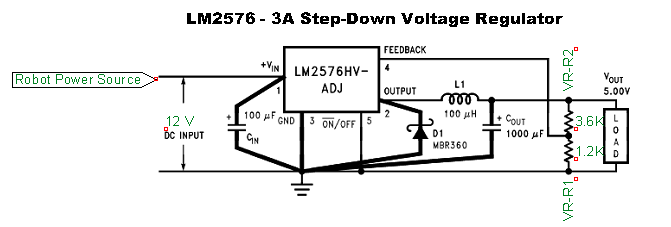 LM2576 - 3A Step-Down Voltage Regulator
FEEDBACK
+VIN
4
LM2576HV-
ADJ
Robot Power Source
1
OUTPUT
2
L1
100 μH
VR-R2
VOUT
5.00V
12 V
DC INPUT
+
100 μF
CIN
GND
3
ON/OFF
5
D1
MBR360
+
COUT
1000 μF
3.6K
1.2K
LOAD
VR-R1